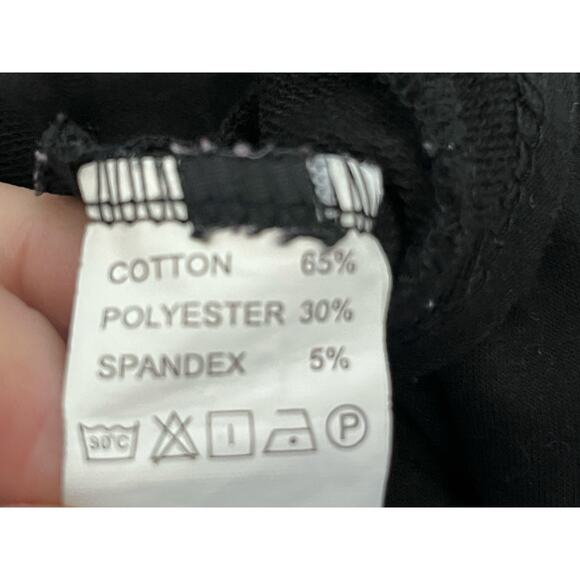 COTTON 65%
POLYESTER 30%
SPANDEX 5%
30°C P